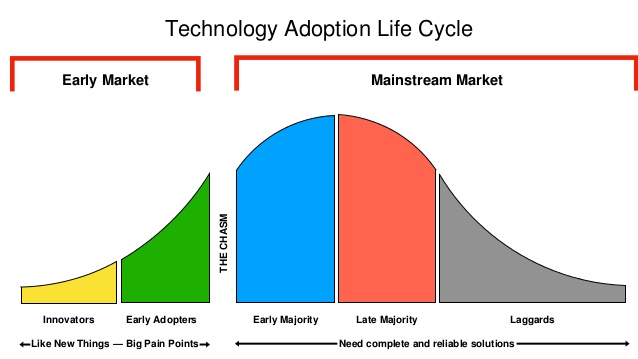 Technology Adoption Life Cycle
Early Market
Mainstream Market
THE CHASM
Innovators
Early Adopters
Early Majority
Late Majority
Laggards
Like New Things — Big Pain Points
Need complete and reliable solutions